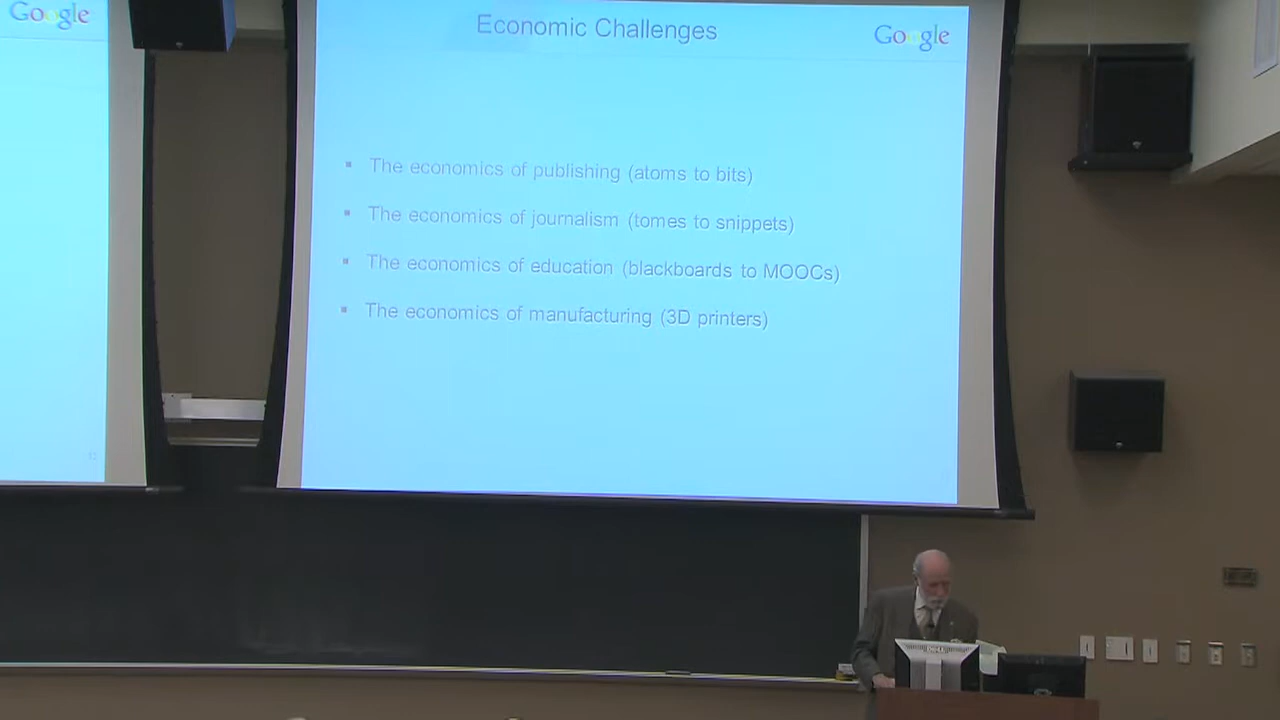 Google
Economic Challenges
Google
The economics of publishing (atoms to bits)
The economics of journalism (tomes to snippets)
The economics of education (blackboards to MOOCs)
The economics of manufacturing (3D printers)